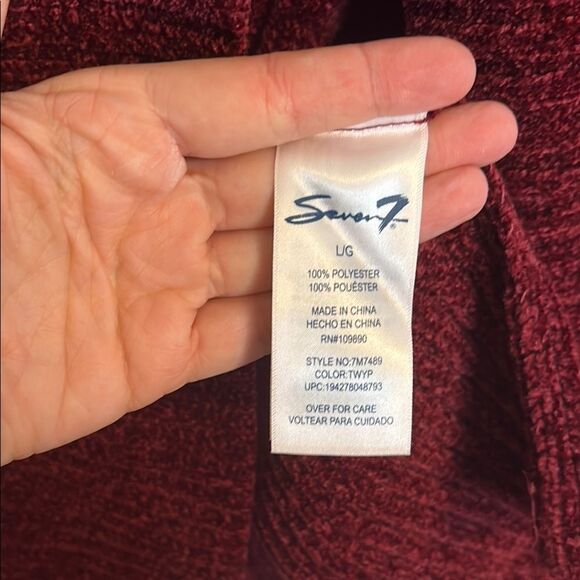 Seven7
L/G
100% POLYESTER
100% POLIÉSTER
MADE IN CHINA
HECHO EN CHINA
RN#109890
STYLE NO:7M7489
COLOR:TWYP
UPC:194278048793
OVER FOR CARE
VOLTEAR PARA CUIDADO